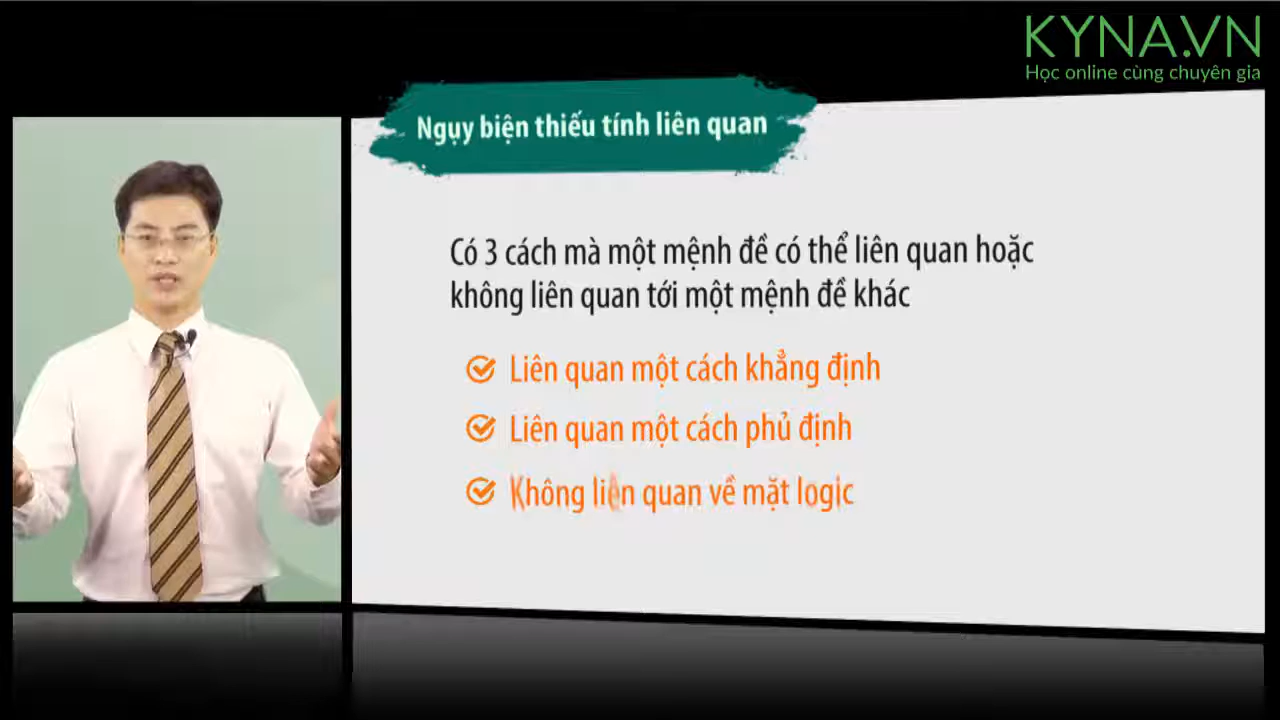 KYNA.VN
Học online cùng chuyên gia
Ngụy biện thiếu tính liên quan
Có 3 cách mà một mệnh đề có thể liên quan hoặc
không liên quan tới một mệnh đề khác
Liên quan một cách khẳng định
Liên quan một cách phủ định
Không liên quan về mặt logic